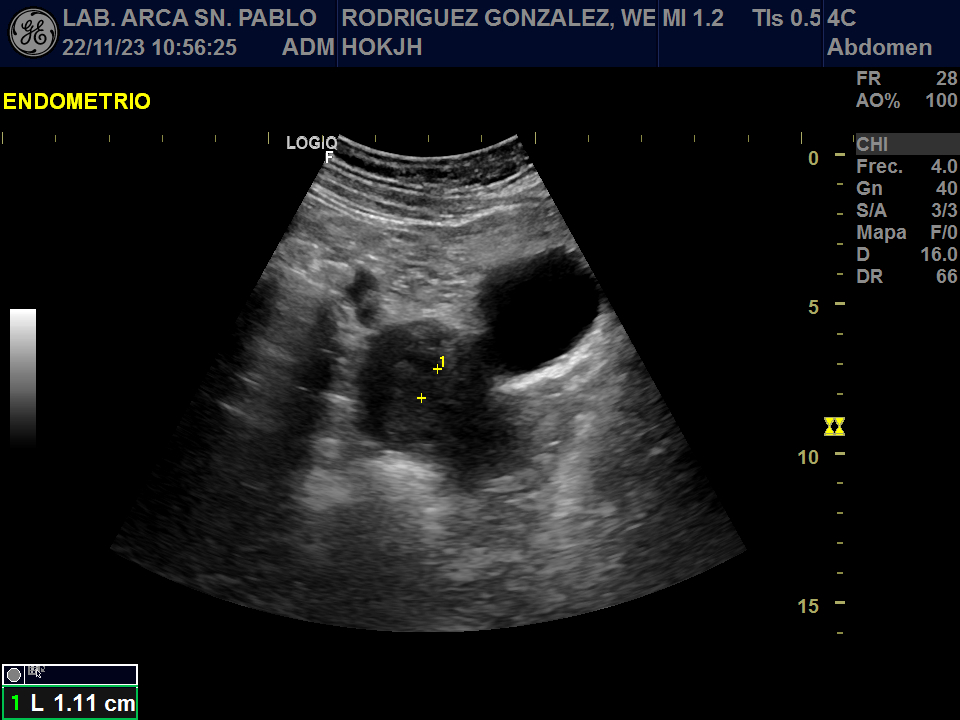 LAB. ARCA SN. PABLO RODRIGUEZ GONZALEZ, WE MI 1.2 TIs 0.5 4C
22/11/23 10:56:25 ADM HOKJH Abdomen
ENDOMETRIO
FR 28
AO% 100
LOGIQ
F
CHI
Frec. 4.0
Gn 40
S/A 3/3
Mapa F/0
D 16.0
DR 66
0
5
10
15
1
1 L 1.11 cm